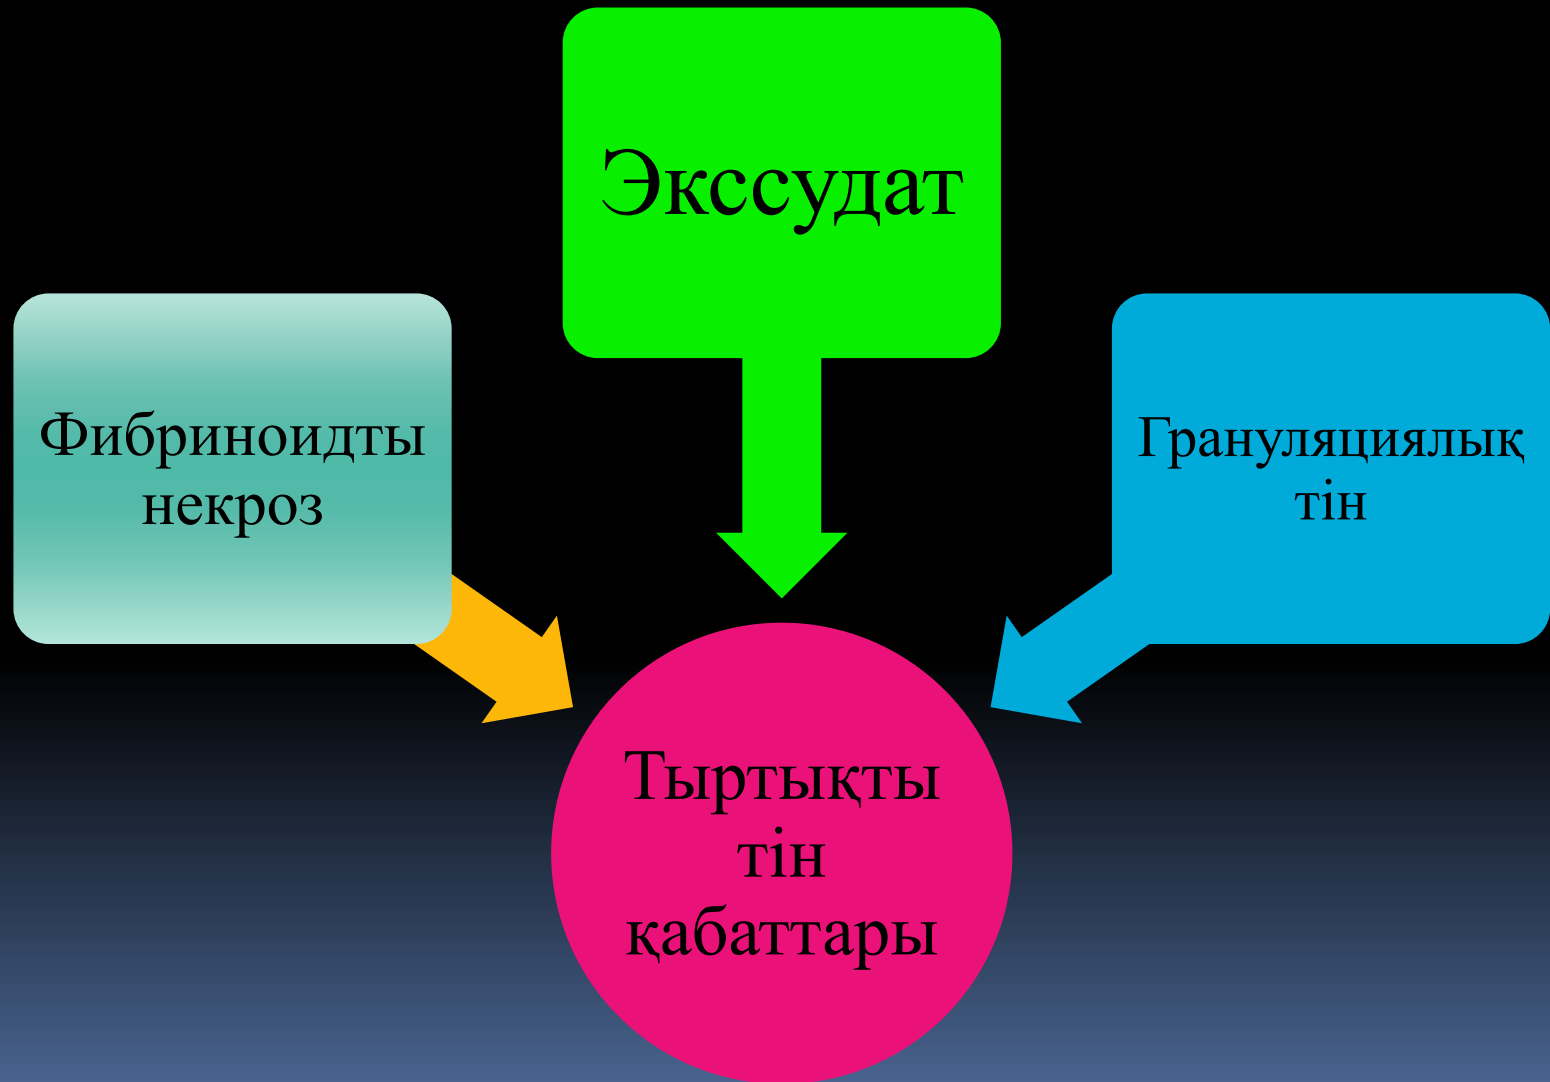 Экссудат
Фибриноидты
некроз
Грануляциялық
тін
Тыртықты
тін
қабаттары